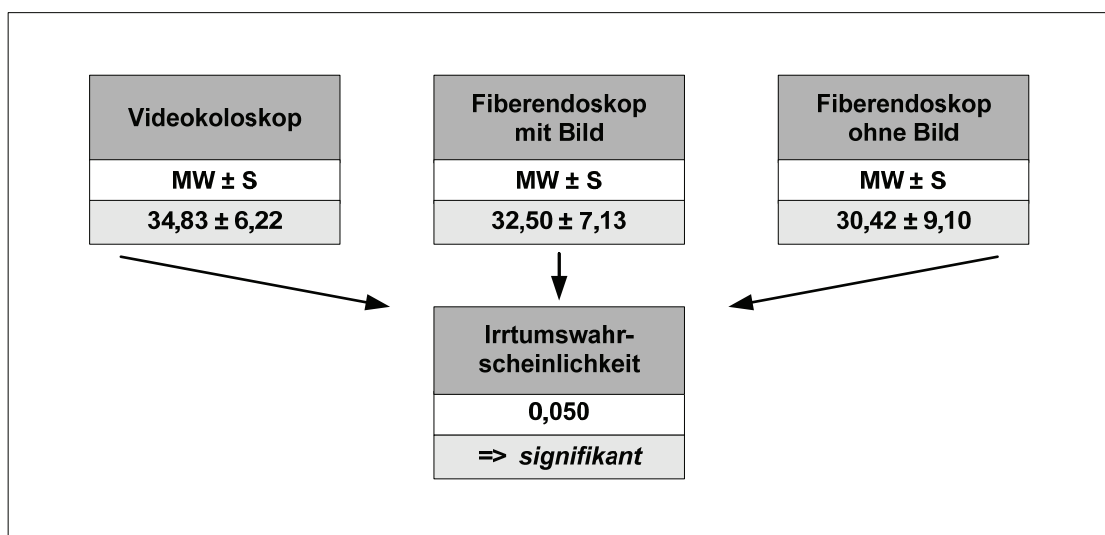 Videokoloskop
MW ± S
34,83 ± 6,22
Fiberendoskop
mit Bild
MW ± S
32,50 ± 7,13
Fiberendoskop
ohne Bild
MW ± S
30,42 ± 9,10
Irrtumswahr-
scheinlichkeit
0,050
=> signifikant